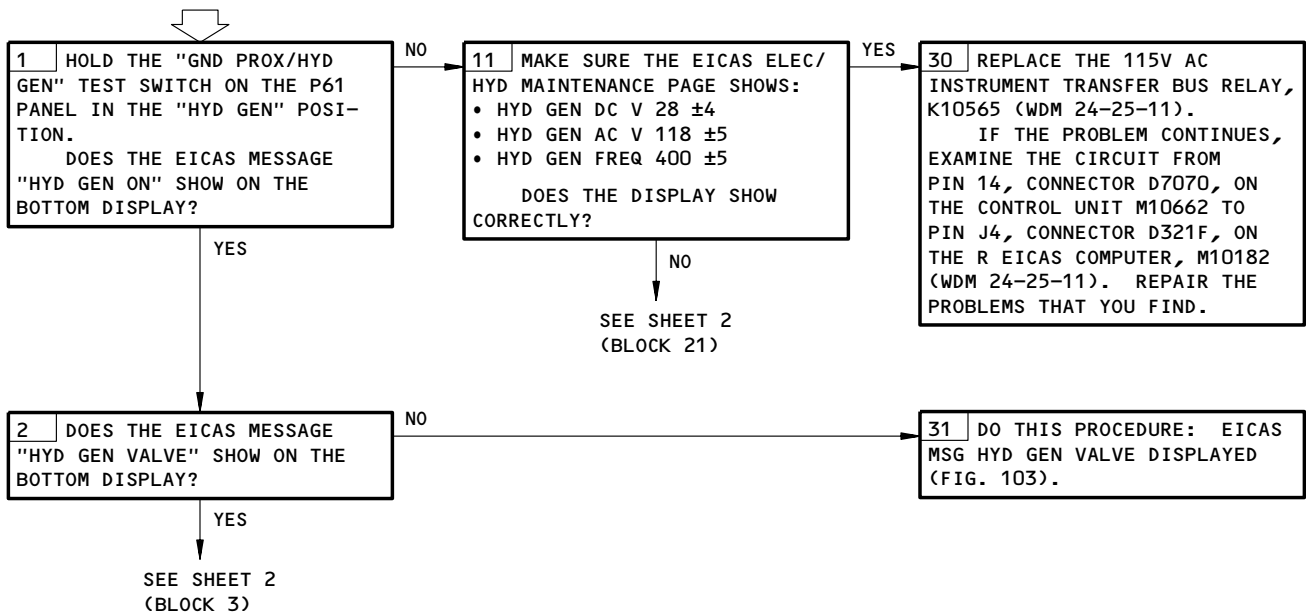 1 HOLD THE "GND PROX/HYD
GEN" TEST SWITCH ON THE P61
PANEL IN THE "HYD GEN" POSI-
TION.
DOES THE EICAS MESSAGE
"HYD GEN ON" SHOW ON THE
BOTTOM DISPLAY?
NO
YES
11 MAKE SURE THE EICAS ELEC/
HYD MAINTENANCE PAGE SHOWS:
• HYD GEN DC V 28 ±4
• HYD GEN AC V 118 ±5
• HYD GEN FREQ 400 ±5
DOES THE DISPLAY SHOW
CORRECTLY?
YES
NO
SEE SHEET 2
(BLOCK 21)
30 REPLACE THE 115V AC
INSTRUMENT TRANSFER BUS RELAY,
K10565 (WDM 24-25-11).
IF THE PROBLEM CONTINUES,
EXAMINE THE CIRCUIT FROM
PIN 14, CONNECTOR D7070, ON
THE CONTROL UNIT M10662 TO
PIN J4, CONNECTOR D321F, ON
THE R EICAS COMPUTER, M10182
(WDM 24-25-11). REPAIR THE
PROBLEMS THAT YOU FIND.
2 DOES THE EICAS MESSAGE
"HYD GEN VALVE" SHOW ON THE
BOTTOM DISPLAY?
NO
YES
SEE SHEET 2
(BLOCK 3)
31 DO THIS PROCEDURE: EICAS
MSG HYD GEN VALVE DISPLAYED
(FIG. 103).